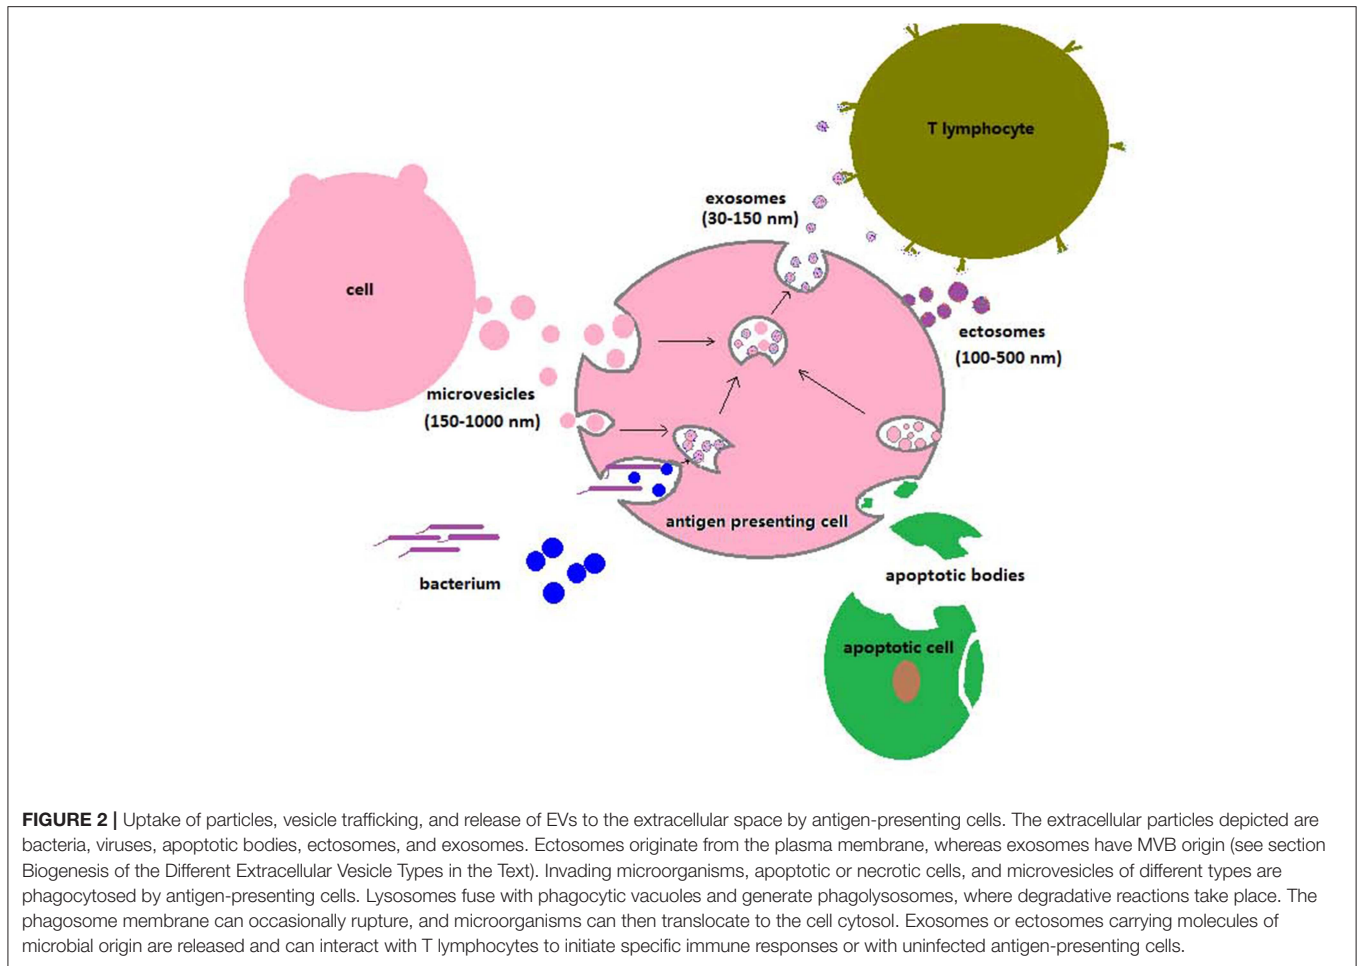 T lymphocyte
exosomes
(30-150 nm)
cell
ectosomes
(100-500 nm)
microvesicles
(150-1000 nm)
antigen presenting cell
bacterium
apoptotic bodies
apoptotic cell
FIGURE 2 | Uptake of particles, vesicle trafficking, and release of EVs to the extracellular space by antigen-presenting cells. The extracellular particles depicted are
bacteria, viruses, apoptotic bodies, ectosomes, and exosomes. Ectosomes originate from the plasma membrane, whereas exosomes have MVB origin (see section
Biogenesis of the Different Extracellular Vesicle Types in the Text). Invading microorganisms, apoptotic or necrotic cells, and microvesicles of different types are
phagocytosed by antigen-presenting cells. Lysosomes fuse with phagocytic vacuoles and generate phagolysosomes, where degradative reactions take place. The
phagosome membrane can occasionally rupture, and microorganisms can then translocate to the cell cytosol. Exosomes or ectosomes carrying molecules of
microbial origin are released and can interact with T lymphocytes to initiate specific immune responses or with uninfected antigen-presenting cells.